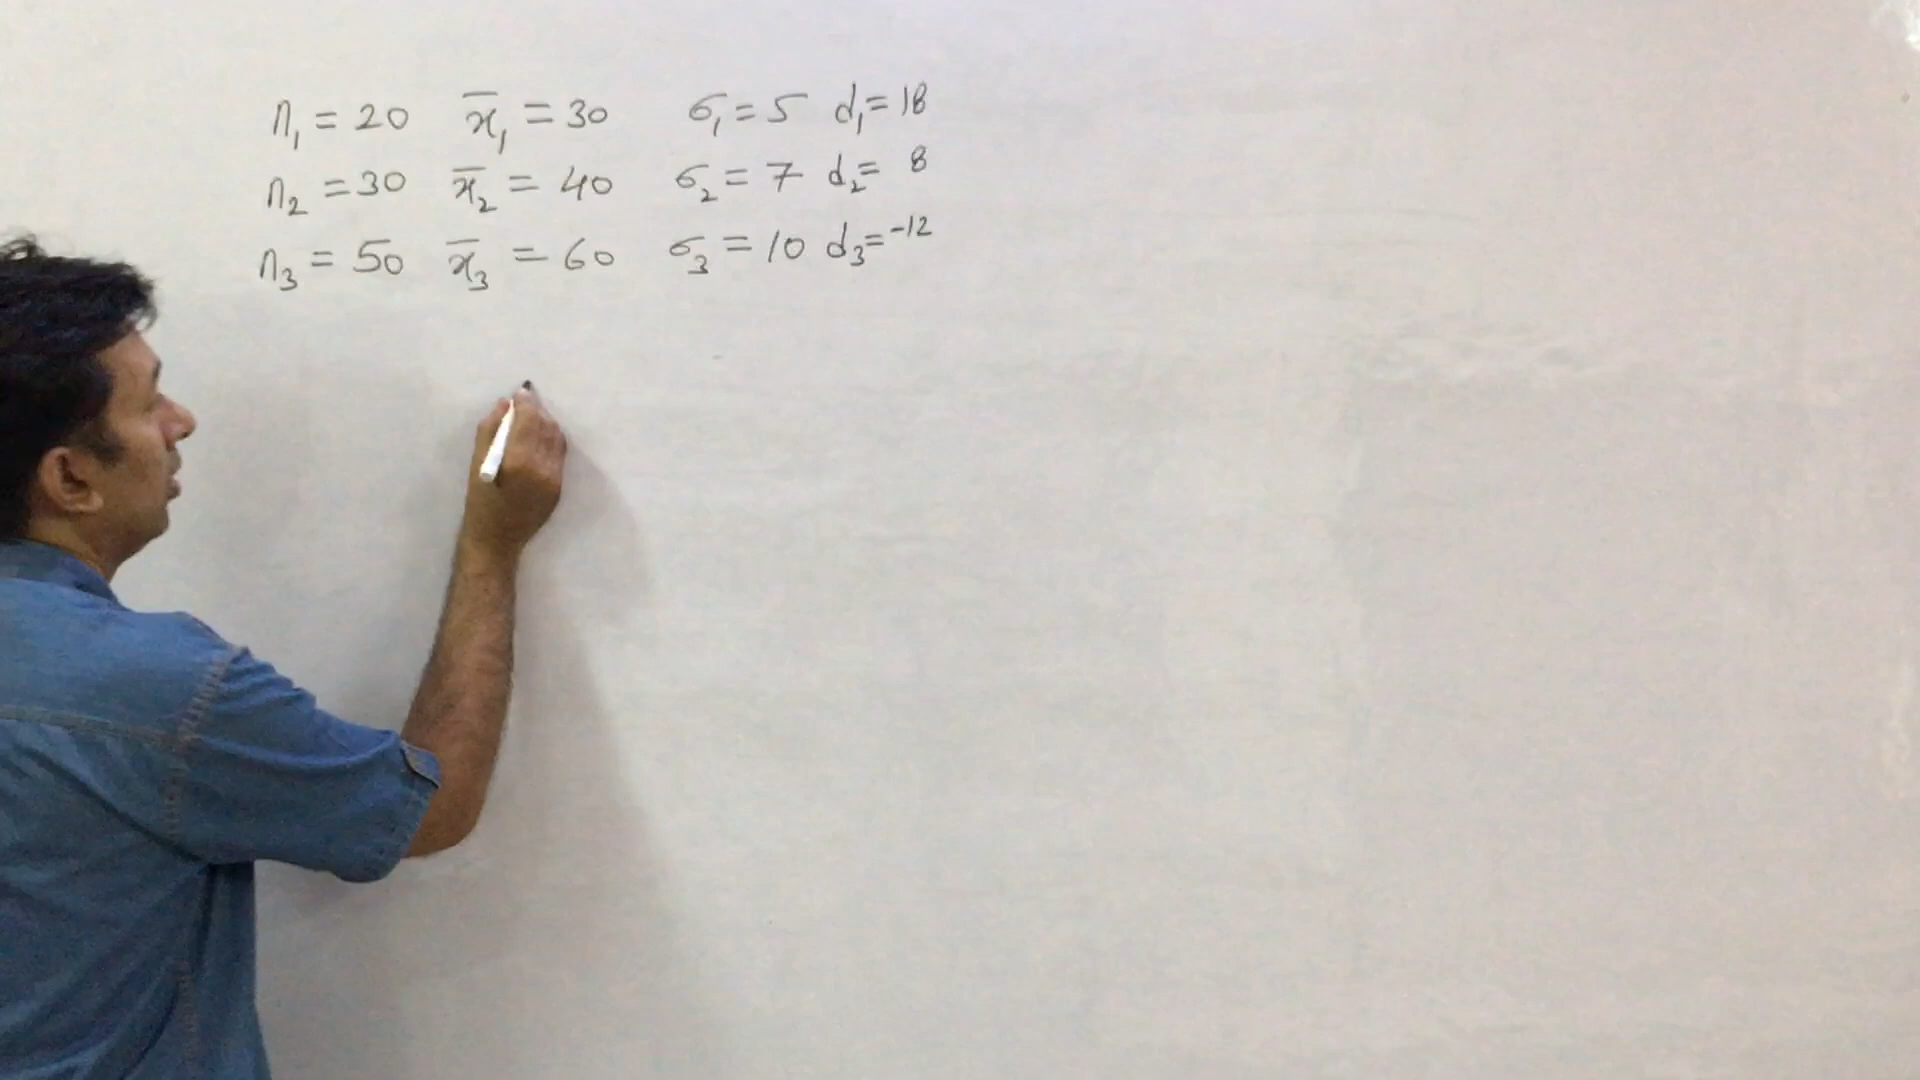 n₁ = 20 x̄₁ = 30 σ₁ = 5 d₁ = 18
n₂ = 30 x̄₂ = 40 σ₂ = 7 d₂ = 8
n₃ = 50 x̄₃ = 60 σ₃ = 10 d₃ = -12